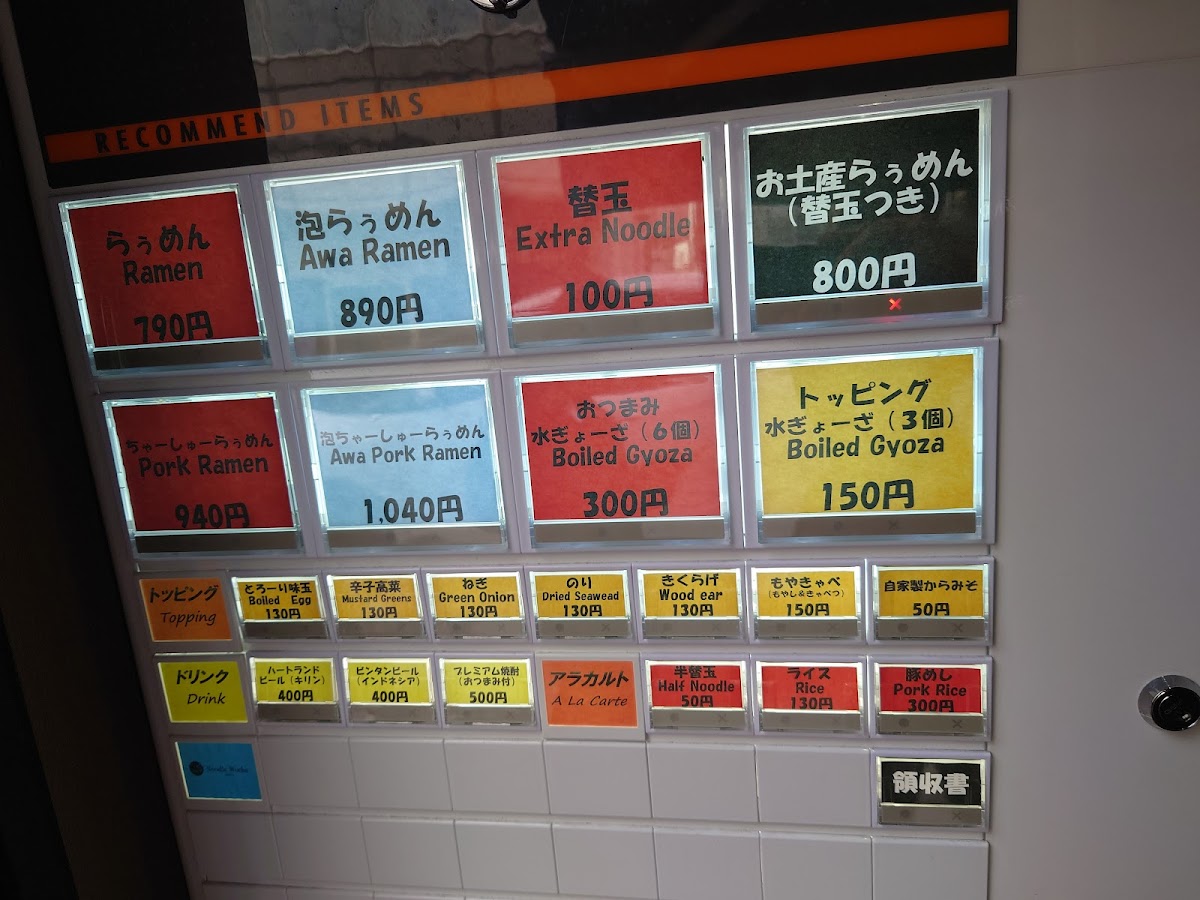 RECOMMEND ITEMS
らぅめん
Ramen
790円
泡らぅめん
Awa Ramen
890円
替玉
Extra Noodle
100円
お土産らぅめん
(替玉つき)
800円
ちゃーしゅーらぅめん
Pork Ramen
940円
泡ちゃーしゅーらぅめん
Awa Pork Ramen
1,040円
おつまみ
水ぎょーざ(6個)
Boiled Gyoza
300円
トッピング
水ぎょーざ(3個)
Boiled Gyoza
150円
トッピング
Topping
とろーり味玉
Boiled Egg
130円
辛子高菜
Mustard Greens
130円
ねぎ
Green Onion
130円
のり
Dried Seawead
130円
きくらげ
Wood ear
130円
もやきゃべ
(もやし&きゃべつ)
150円
自家製からみそ
50円
ドリンク
Drink
ハートランド
ビール(キリン)
400円
ビンタンビール
(インドネシア)
400円
プレミアム焼酎
(おつまみ付)
500円
アラカルト
A La Carte
半替玉
Half Noodle
50円
ライス
Rice
130円
豚めし
Pork Rice
300円
領収書